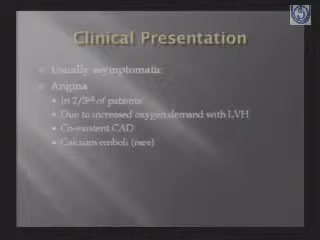 Clinical Presentation
Usually asymptomatic
Angina
In 2/3rd of patients
Due to increased oxygen demand with LVH
Co-existent CAD
Calcium emboli (rare)